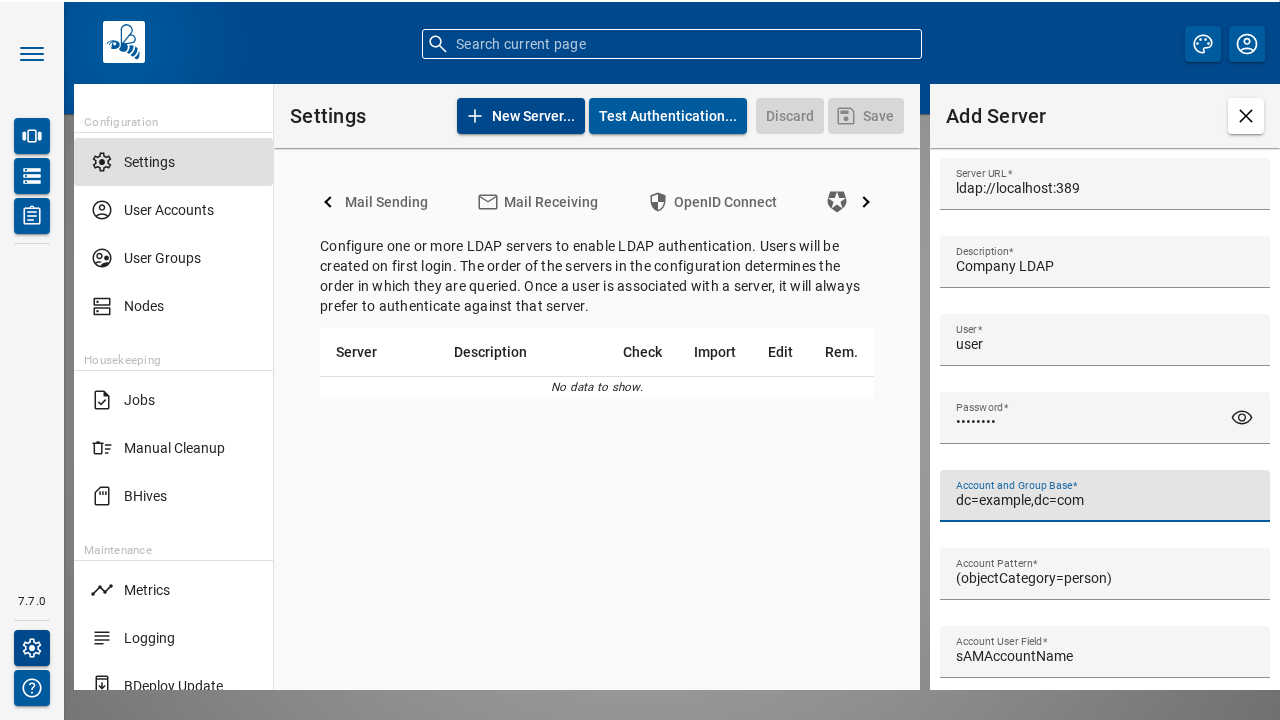 Search current page
Configuration
Settings
User Accounts
User Groups
Nodes
Housekeeping
Jobs
Manual Cleanup
BHives
Maintenance
Metrics
Logging
BDeploy Update
7.7.0
Settings
New Server...
Test Authentication...
Discard
Save
Mail Sending
Mail Receiving
OpenID Connect
Configure one or more LDAP servers to enable LDAP authentication. Users will be
created on first login. The order of the servers in the configuration determines the
order in which they are queried. Once a user is associated with a server, it will always
prefer to authenticate against that server.
Server Description Check Import Edit Rem.
No data to show.
Add Server
Server URL*
ldap://localhost:389
Description*
Company LDAP
User*
user
Password*
••••••••
Account and Group Base*
dc=example,dc=com
Account Pattern*
(objectCategory=person)
Account User Field*
sAMAccountName